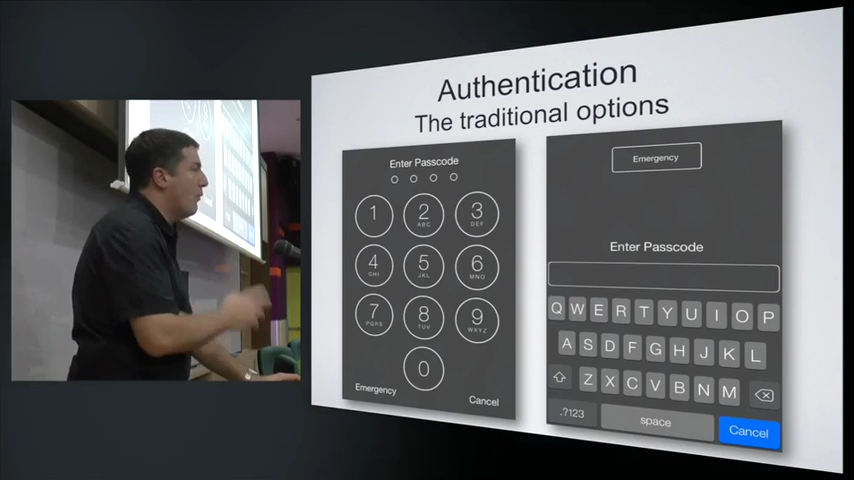 Authentication
The traditional options
Enter Passcode
1
2
ABC
3
DEF
4
GHI
5
JKL
6
MNO
7
PQRS
8
TUV
9
WXYZ
0
Emergency
Cancel
Emergency
Enter Passcode
Q W E R T Y U I O P
A S D F G H J K L
Z X C V B N M
.?123
space
Cancel